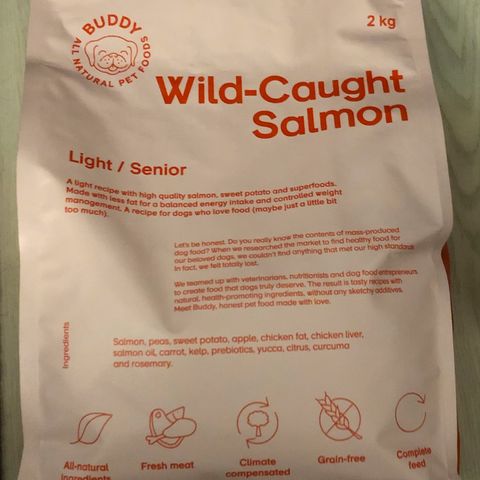 BUDDY
ALL NATURAL PET FOODS
2 kg
Wild-Caught
Salmon
Light / Senior
A light recipe with high quality salmon, sweet potato and superfoods.
Made with less fat for a balanced energy intake and controlled weight
management. A recipe for dogs who love food (maybe just a little bit
too much).
Let's be honest. Do you really know the contents of mass-produced
dog food? When we researched the market to find healthy food for
our beloved dogs, we couldn't find anything that met our high standards
In fact, we felt totally lost.
We teamed up with veterinarians, nutritionists and dog food entrepreneurs
to create food that dogs truly deserve. The result is tasty recipes with
natural, health-promoting ingredients, without any sketchy additives.
Meet Buddy, honest pet food made with love.
Ingredients
Salmon, peas, sweet potato, apple, chicken fat, chicken liver,
salmon oil, carrot, kelp, prebiotics, yucca, citrus, curcuma
and rosemary.
All-natural
ingredients
Fresh meat
Climate
compensated
Grain-free
Complete
feed